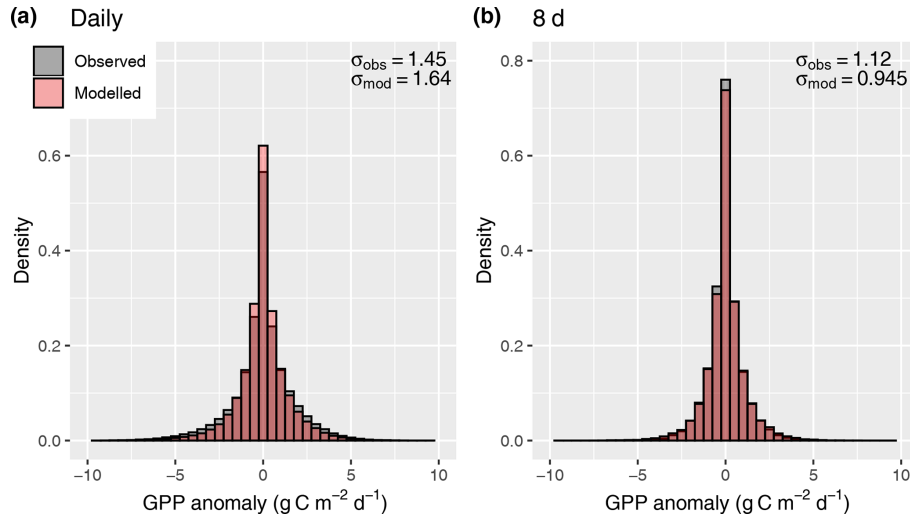 (a) Daily
Observed
Modelled
σobs = 1.45
σmod = 1.64
0.6
0.4
0.2
0.0
Density
−10 −5 0 5 10
GPP anomaly (g C m⁻² d⁻¹)
(b) 8 d
σobs = 1.12
σmod = 0.945
0.8
0.6
0.4
0.2
0.0
Density
−10 −5 0 5 10
GPP anomaly (g C m⁻² d⁻¹)